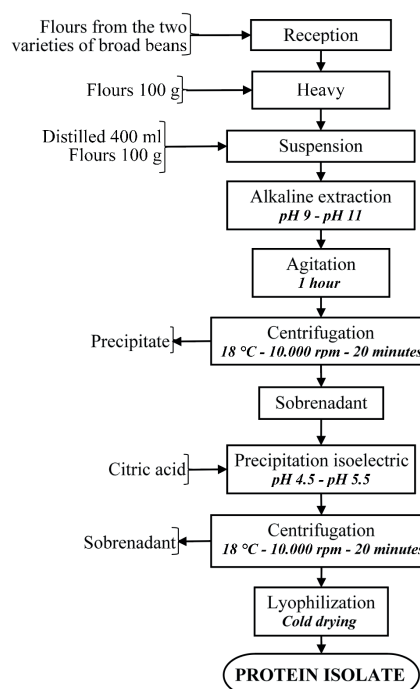 Flours from the two
varieties of broad beans
Reception
Flours 100 g
Heavy
Distilled 400 ml
Flours 100 g
Suspension
Alkaline extraction
pH 9 - pH 11
Agitation
1 hour
Precipitate
Centrifugation
18 °C - 10.000 rpm - 20 minutes
Sobrenadant
Citric acid
Precipitation isoelectric
pH 4.5 - pH 5.5
Sobrenadant
Centrifugation
18 °C - 10.000 rpm - 20 minutes
Lyophilization
Cold drying
PROTEIN ISOLATE